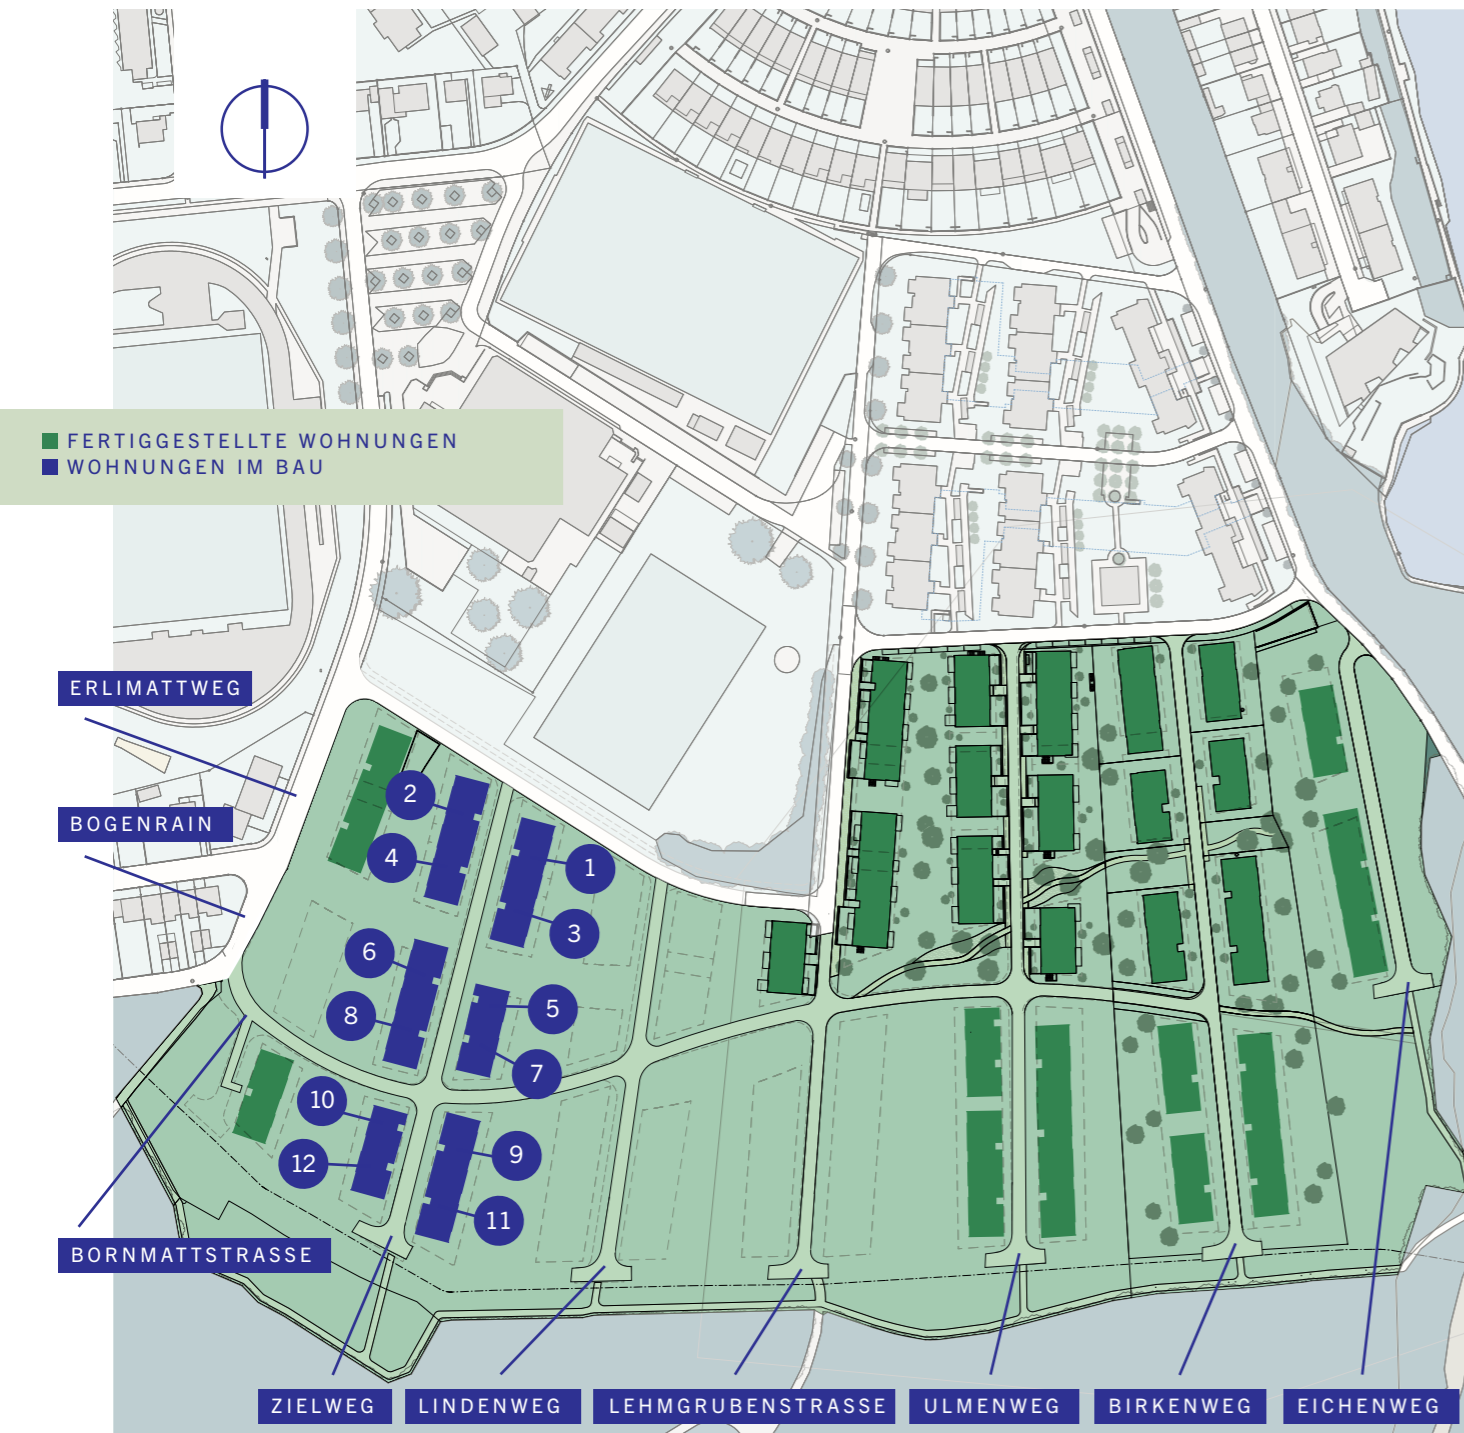 FERTIGGESTELLTE WOHNUNGEN
WOHNUNGEN IM BAU
ERLIMATTWEG
BOGENRAIN
2
4
1
3
6
8
5
7
10
12
9
11
BORNMATTSTRASSE
ZIELWEG
LINDENWEG
LEHMGRUBENSTRASSE
ULMENWEG
BIRKENWEG
EICHENWEG